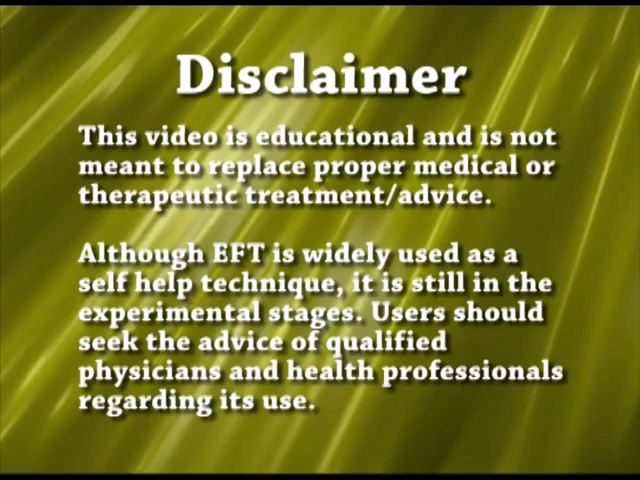 Disclaimer
This video is educational and is not
meant to replace proper medical or
therapeutic treatment/advice.
Although EFT is widely used as a
self help technique, it is still in the
experimental stages. Users should
seek the advice of qualified
physicians and health professionals
regarding its use.